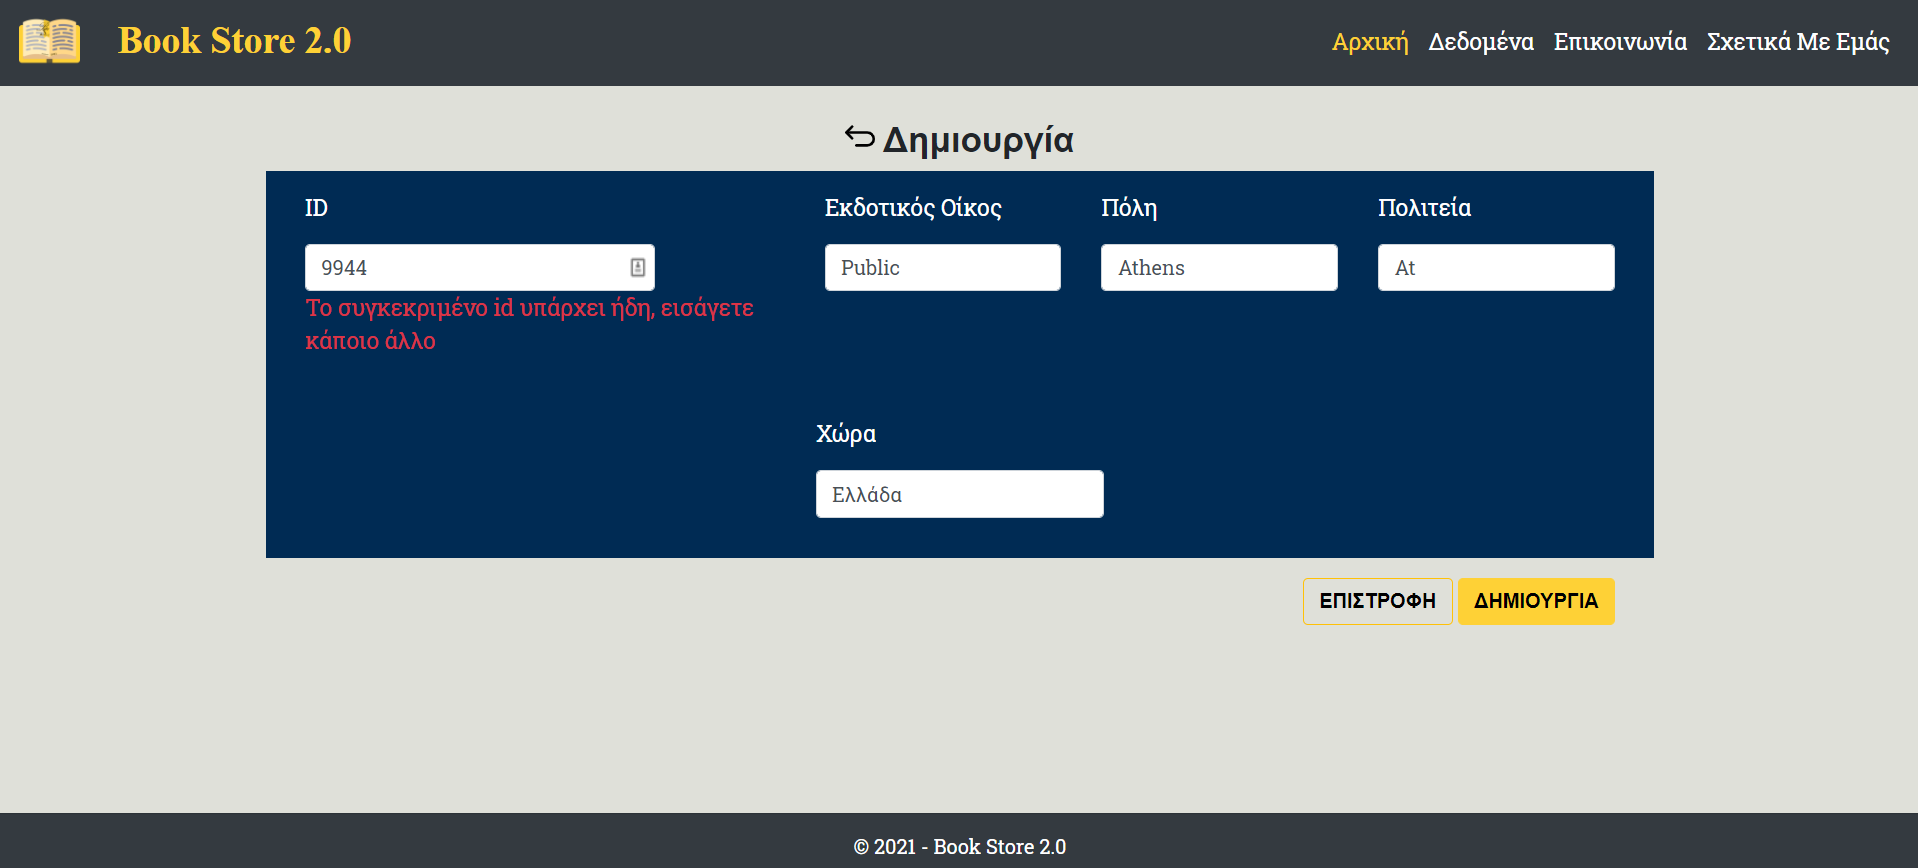 Book Store 2.0
Αρχική Δεδομένα Επικοινωνία Σχετικά Με Εμάς
Δημιουργία
ID Εκδοτικός Οίκος Πόλη Πολιτεία
9944 Public Athens At
Το συγκεκριμένο id υπάρχει ήδη, εισάγετε
κάποιο άλλο
Χώρα
Ελλάδα
ΕΠΙΣΤΡΟΦΗ ΔΗΜΙΟΥΡΓΙΑ
© 2021 - Book Store 2.0